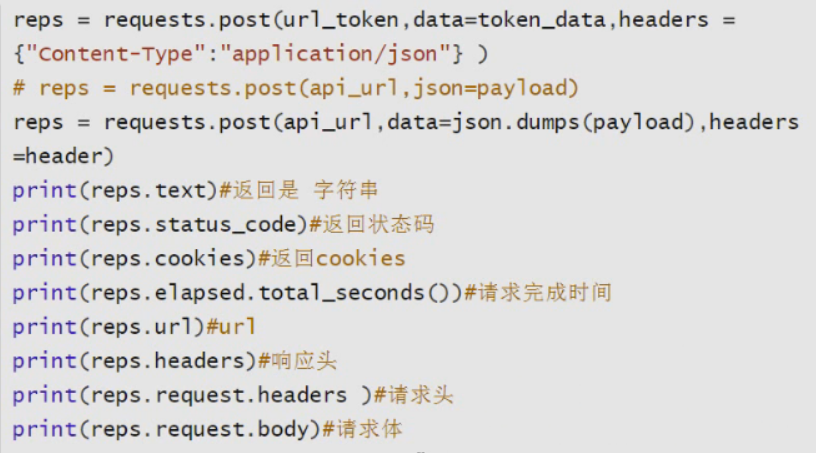 reps = requests.post(url_token,data=token_data,headers =
{"Content-Type":"application/json"} )
# reps = requests.post(api_url,json=payload)
reps = requests.post(api_url,data=json.dumps(payload),headers
=header)
print(reps.text)#返回是 字符串
print(reps.status_code)#返回状态码
print(reps.cookies)#返回cookies
print(reps.elapsed.total_seconds())#请求完成时间
print(reps.url)#url
print(reps.headers)#响应头
print(reps.request.headers )#请求头
print(reps.request.body)#请求体